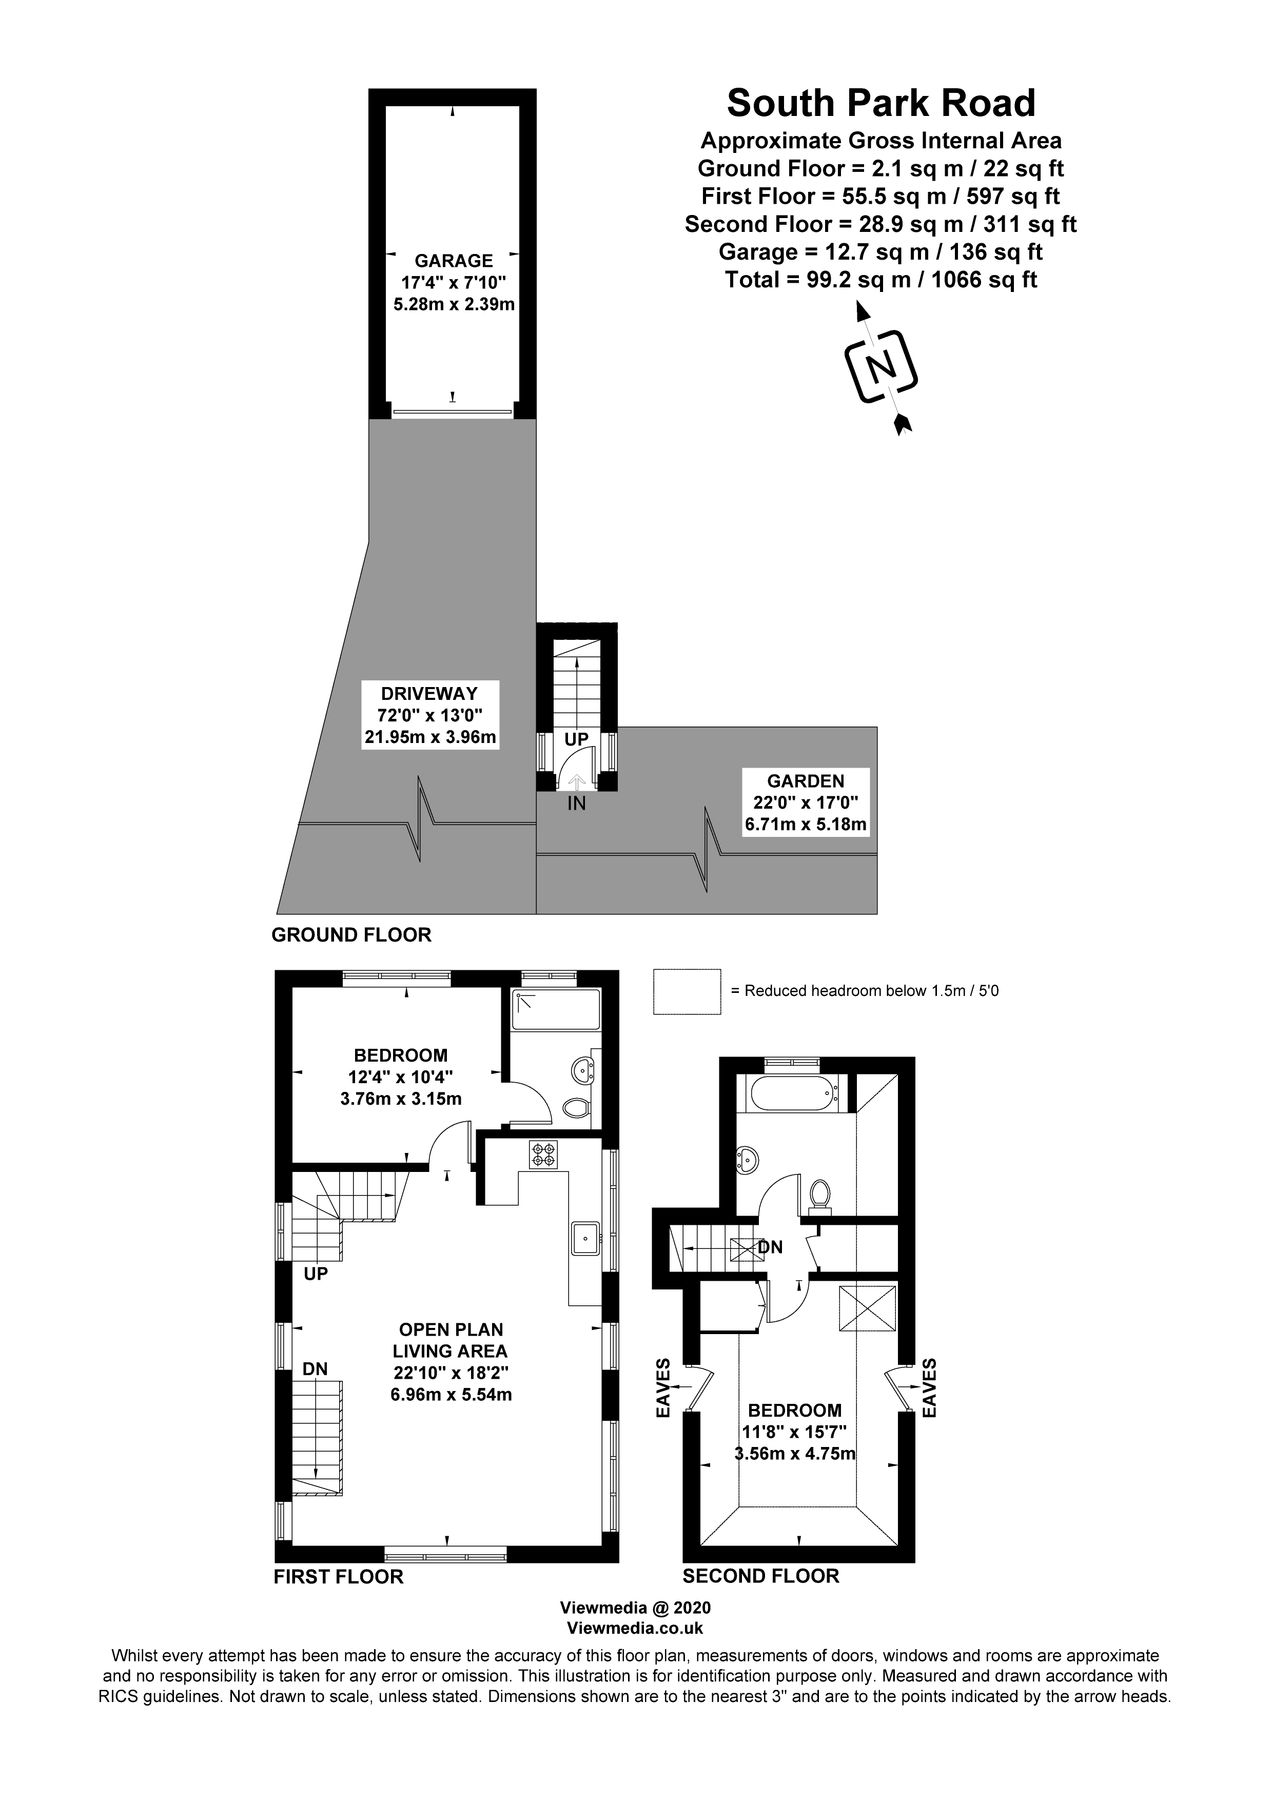 South Park Road
Approximate Gross Internal Area
Ground Floor = 2.1 sq m / 22 sq ft
First Floor = 55.5 sq m / 597 sq ft
Second Floor = 28.9 sq m / 311 sq ft
Garage = 12.7 sq m / 136 sq ft
Total = 99.2 sq m / 1066 sq ft
N
GARAGE
17'4" x 7'10"
5.28m x 2.39m
DRIVEWAY
72'0" x 13'0"
21.95m x 3.96m
UP
IN
GARDEN
22'0" x 17'0"
6.71m x 5.18m
GROUND FLOOR
= Reduced headroom below 1.5m / 5'0
BEDROOM
12'4" x 10'4"
3.76m x 3.15m
UP
OPEN PLAN
LIVING AREA
22'10" x 18'2"
6.96m x 5.54m
DN
FIRST FLOOR
DN
EAVES
EAVES
BEDROOM
11'8" x 15'7"
3.56m x 4.75m
SECOND FLOOR
Viewmedia @ 2020
Viewmedia.co.uk
Whilst every attempt has been made to ensure the accuracy of this floor plan, measurements of doors, windows and rooms are approximate
and no responsibility is taken for any error or omission. This illustration is for identification purpose only. Measured and drawn accordance with
RICS guidelines. Not drawn to scale, unless stated. Dimensions shown are to the nearest 3" and are to the points indicated by the arrow heads.